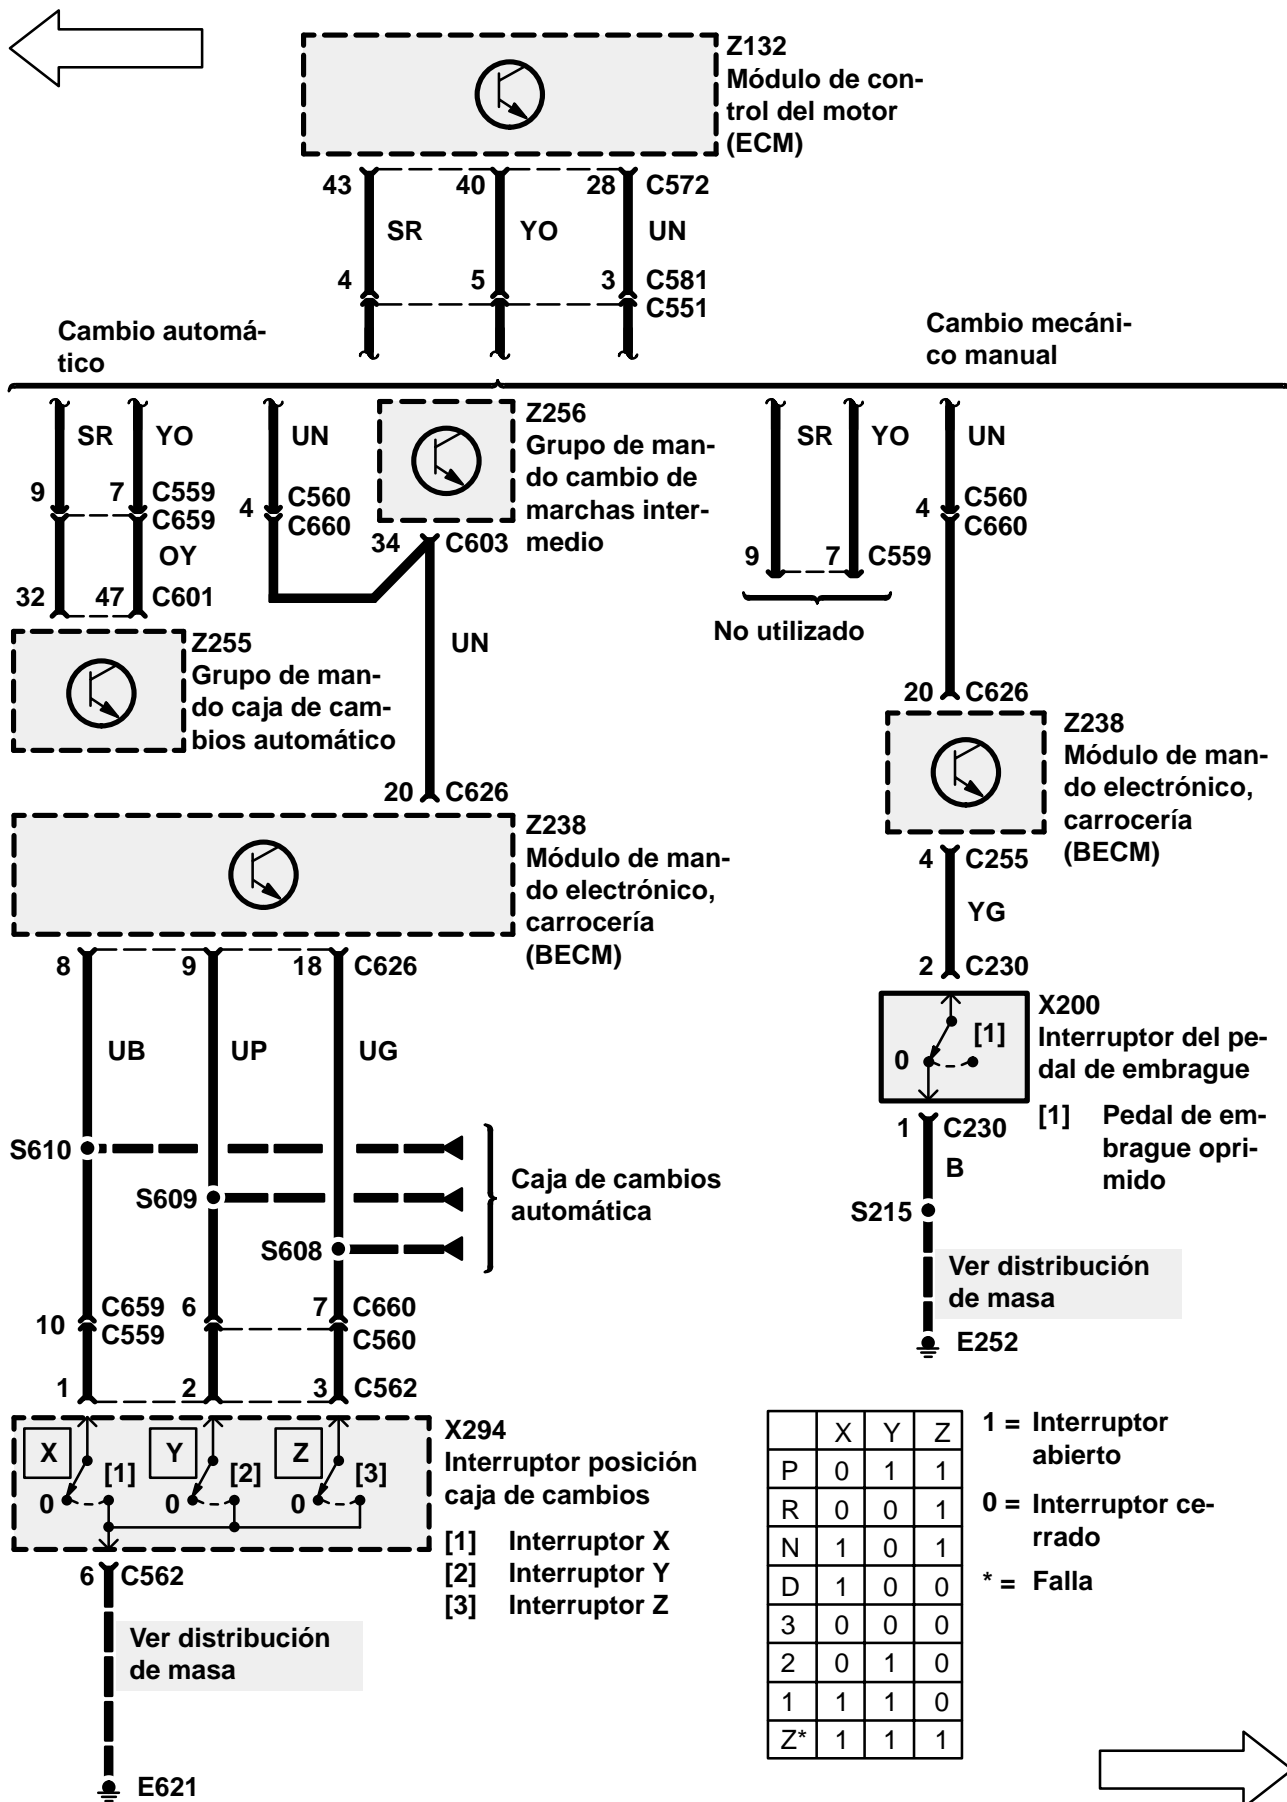 Z132
Módulo de con-
trol del motor
(ECM)
43 40 28 C572
SR YO UN
4 5 3 C581
C551
Cambio automá-
tico
Cambio mecáni-
co manual
SR YO UN
9 7 C559
C659
4 C560
C660
OY
32 47 C601
Z256
Grupo de man-
do cambio de
marchas inter-
medio
34 C603
Z255
Grupo de man-
do caja de cam-
bios automático
UN
20 C626
SR YO UN
9 7 C559
No utilizado
4 C560
C660
20 C626
Z238
Módulo de man-
do electrónico,
carrocería
(BECM)
4 C255
YG
2 C230
X200
Interruptor del pe-
dal de embrague
0 [1]
[1] Pedal de em-
brague opri-
mido
1 C230
B
S215
Ver distribución
de masa
E252
Z238
Módulo de man-
do electrónico,
carrocería
(BECM)
8 9 18 C626
UB UP UG
S610
S609
S608
Caja de cambios
automática
10 C659 6 7 C660
C559 C560
1 2 3 C562
X Y Z
[1] [2] [3]
0 0 0
X294
Interruptor posición
caja de cambios
[1] Interruptor X
[2] Interruptor Y
[3] Interruptor Z
6 C562
Ver distribución
de masa
E621
X Y Z
P 0 1 1
R 0 0 1
N 1 0 1
D 1 0 0
3 0 0 0
2 0 1 0
1 1 1 0
Z* 1 1 1
1 = Interruptor
abierto
0 = Interruptor ce-
rrado
* = Falla